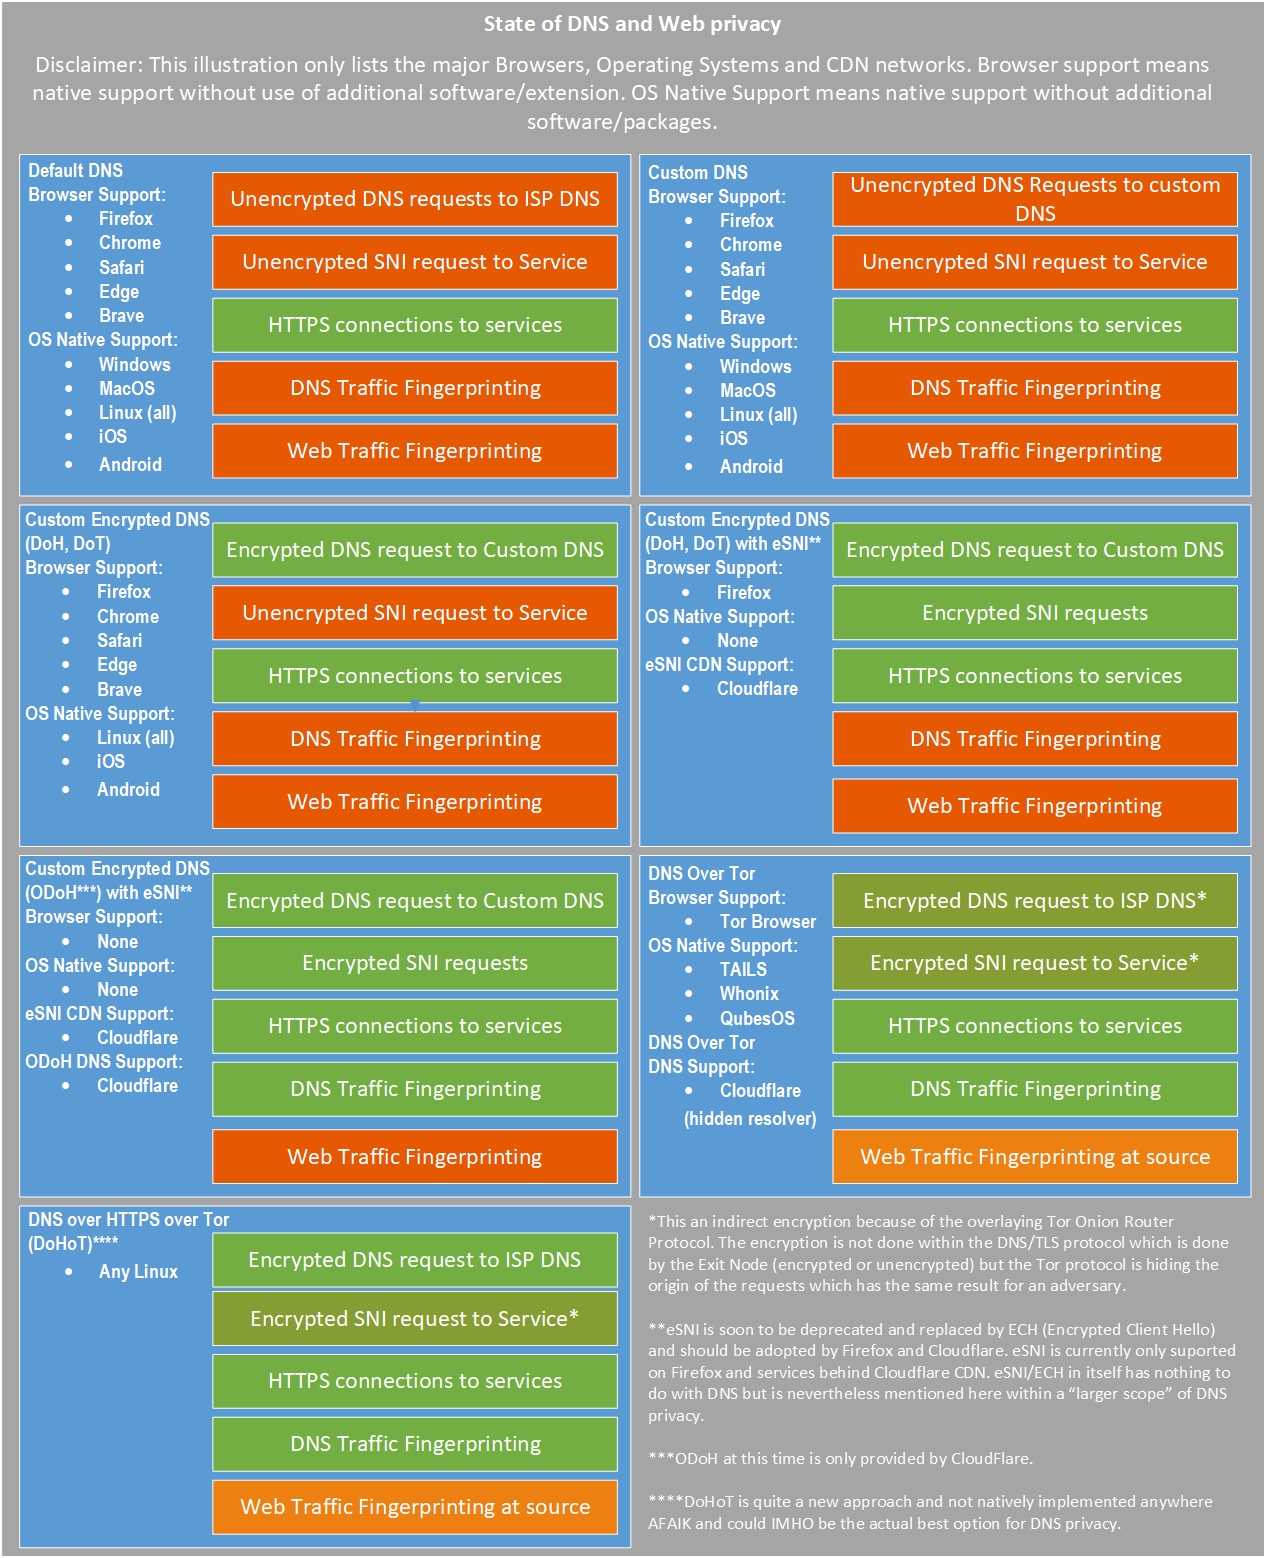 State of DNS and Web privacy
Disclaimer: This illustration only lists the major Browsers, Operating Systems and CDN networks. Browser support means
native support without use of additional software/extension. OS Native Support means native support without additional
software/packages.
Default DNS
Browser Support:
• Firefox
• Chrome
• Safari
• Edge
• Brave
OS Native Support:
• Windows
• MacOS
• Linux (all)
• iOS
• Android
Unencrypted DNS requests to ISP DNS
Unencrypted SNI request to Service
HTTPS connections to services
DNS Traffic Fingerprinting
Web Traffic Fingerprinting
Custom DNS
Browser Support:
• Firefox
• Chrome
• Safari
• Edge
• Brave
OS Native Support:
• Windows
• MacOS
• Linux (all)
• iOS
• Android
Unencrypted DNS Requests to custom
DNS
Unencrypted SNI request to Service
HTTPS connections to services
DNS Traffic Fingerprinting
Web Traffic Fingerprinting
Custom Encrypted DNS
(DoH, DoT)
Browser Support:
• Firefox
• Chrome
• Safari
• Edge
• Brave
OS Native Support:
• Linux (all)
• iOS
• Android
Encrypted DNS request to Custom DNS
Unencrypted SNI request to Service
HTTPS connections to services
DNS Traffic Fingerprinting
Web Traffic Fingerprinting
Custom Encrypted DNS
(DoH, DoT) with eSNI**
Browser Support:
• Firefox
OS Native Support:
• None
eSNI CDN Support:
• Cloudflare
Encrypted DNS request to Custom DNS
Encrypted SNI requests
HTTPS connections to services
DNS Traffic Fingerprinting
Web Traffic Fingerprinting
Custom Encrypted DNS
(ODoH***) with eSNI**
Browser Support:
• None
OS Native Support:
• None
eSNI CDN Support:
• Cloudflare
ODoH DNS Support:
• Cloudflare
Encrypted DNS request to Custom DNS
Encrypted SNI requests
HTTPS connections to services
DNS Traffic Fingerprinting
Web Traffic Fingerprinting
DNS Over Tor
Browser Support:
• Tor Browser
OS Native Support:
• TAILS
• Whonix
• QubesOS
DNS Over Tor
DNS Support:
• Cloudflare
(hidden resolver)
Encrypted DNS request to ISP DNS*
Encrypted SNI request to Service*
HTTPS connections to services
DNS Traffic Fingerprinting
Web Traffic Fingerprinting at source
DNS over HTTPS over Tor
(DoHoT)****
• Any Linux
Encrypted DNS request to ISP DNS
Encrypted SNI request to Service*
HTTPS connections to services
DNS Traffic Fingerprinting
Web Traffic Fingerprinting at source
*This an indirect encryption because of the overlaying Tor Onion Router
Protocol. The encryption is not done within the DNS/TLS protocol which is done
by the Exit Node (encrypted or unencrypted) but the Tor protocol is hiding the
origin of the requests which has the same result for an adversary.
**eSNI is soon to be deprecated and replaced by ECH (Encrypted Client Hello)
and should be adopted by Firefox and Cloudflare. eSNI is currently only suported
on Firefox and services behind Cloudflare CDN. eSNI/ECH in itself has nothing to
do with DNS but is nevertheless mentioned here within a “larger scope” of DNS
privacy.
***ODoH at this time is only provided by CloudFlare.
****DoHoT is quite a new approach and not natively implemented anywhere
AFAIK and could IMHO be the actual best option for DNS privacy.